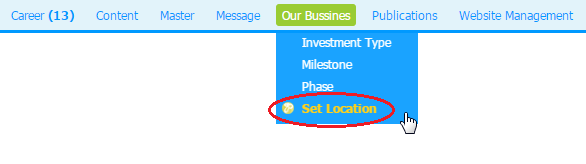 Career (13) Content Master Message Our Bussines Publications Website Management
Investment Type
Milestone
Phase
Set Location